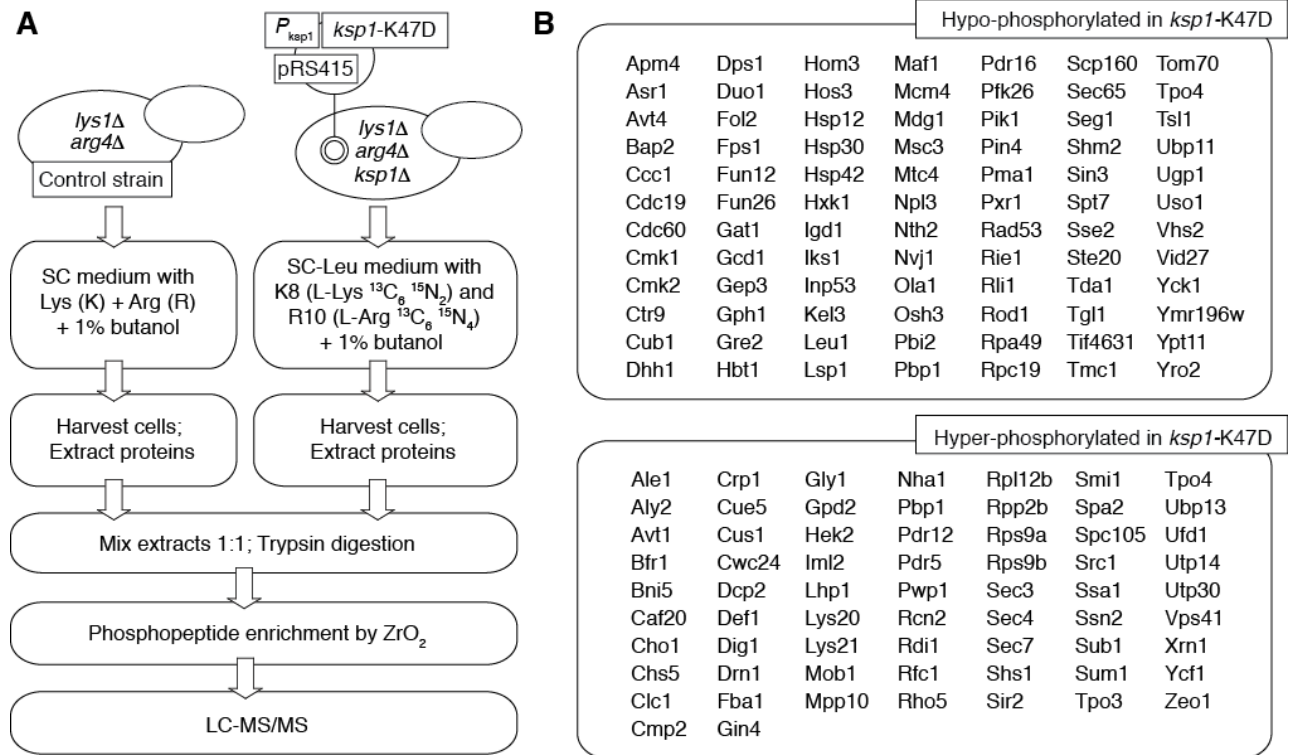 A
P ksp1 ksp1-K47D
pRS415
lys1Δ
arg4Δ
Control strain
lys1Δ
arg4Δ
ksp1Δ
SC medium with
Lys (K) + Arg (R)
+ 1% butanol
SC-Leu medium with
K8 (L-Lys ¹³C₆ ¹⁵N₂) and
R10 (L-Arg ¹³C₆ ¹⁵N₄)
+ 1% butanol
Harvest cells;
Extract proteins
Harvest cells;
Extract proteins
Mix extracts 1:1; Trypsin digestion
Phosphopeptide enrichment by ZrO₂
LC-MS/MS
B
Hypo-phosphorylated in ksp1-K47D
Apm4 Dps1 Hom3 Maf1 Pdr16 Scp160 Tom70
Asr1 Duo1 Hos3 Mcm4 Pfk26 Sec65 Tpo4
Avt4 Fol2 Hsp12 Mdg1 Pik1 Seg1 Tsl1
Bap2 Fps1 Hsp30 Msc3 Pin4 Shm2 Ubp11
Ccc1 Fun12 Hsp42 Mtc4 Pma1 Sin3 Ugp1
Cdc19 Fun26 Hxk1 Npl3 Pxr1 Spt7 Uso1
Cdc60 Gat1 Igd1 Nth2 Rad53 Sse2 Vhs2
Cmk1 Gcd1 Iks1 Nvj1 Rie1 Ste20 Vid27
Cmk2 Gep3 Inp53 Ola1 Rli1 Tda1 Yck1
Ctr9 Gph1 Kel3 Osh3 Rod1 Tgl1 Ymr196w
Cub1 Gre2 Leu1 Pbi2 Rpa49 Tif4631 Ypt11
Dhh1 Hbt1 Lsp1 Pbp1 Rpc19 Tmc1 Yro2
Hyper-phosphorylated in ksp1-K47D
Ale1 Crp1 Gly1 Nha1 Rpl12b Smi1 Tpo4
Aly2 Cue5 Gpd2 Pbp1 Rpp2b Spa2 Ubp13
Avt1 Cus1 Hek2 Pdr12 Rps9a Spc105 Ufd1
Bfr1 Cwc24 Iml2 Pdr5 Rps9b Src1 Utp14
Bni5 Dcp2 Lhp1 Pwp1 Sec3 Ssa1 Utp30
Caf20 Def1 Lys20 Rcn2 Sec4 Ssn2 Vps41
Cho1 Dig1 Lys21 Rdi1 Sec7 Sub1 Xrn1
Chs5 Drn1 Mob1 Rfc1 Shs1 Sum1 Ycf1
Clc1 Fba1 Mpp10 Rho5 Sir2 Tpo3 Zeo1
Cmp2 Gin4